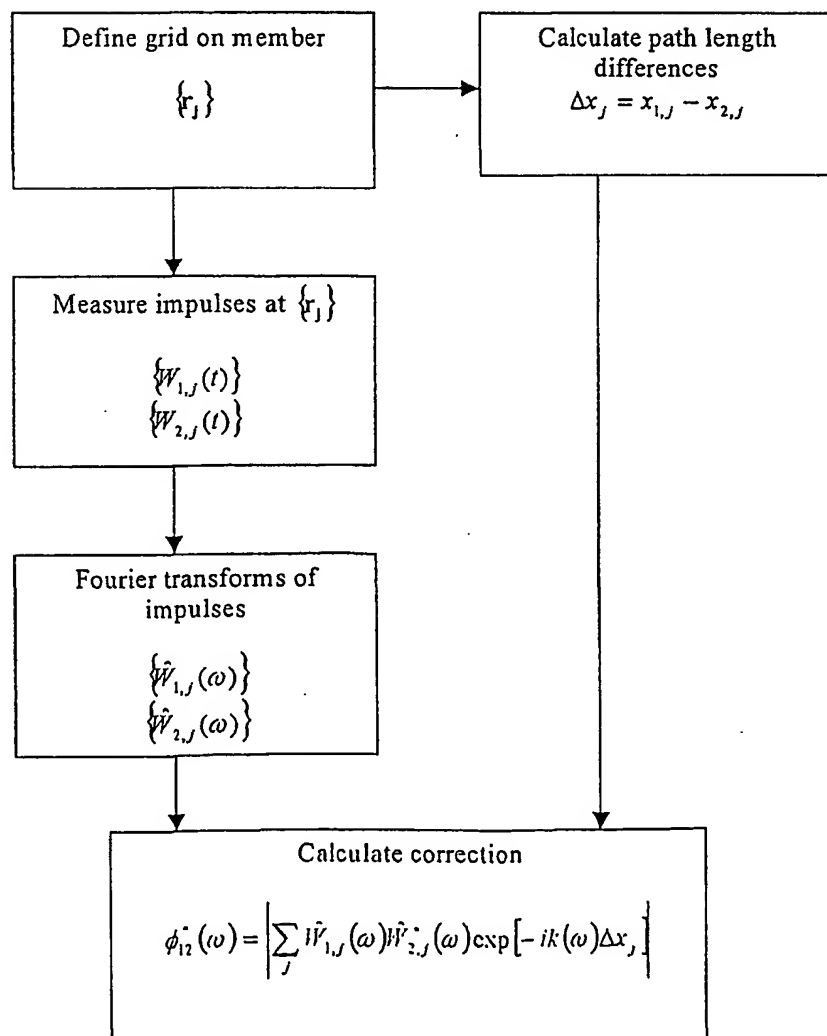 Define grid on member
{r_j}
Calculate path length
differences
Δx_j = x_{1,j} − x_{2,j}
Measure impulses at {r_j}
{W_{1,j}(t)}
{W_{2,j}(t)}
Fourier transforms of
impulses
{Ŵ_{1,j}(ω)}
{Ŵ_{2,j}(ω)}
Calculate correction
ϕ*_{12}(ω) = |∑_j Ŵ_{1,j}(ω)Ŵ*_{2,j}(ω)exp[−ik(ω)Δx_j]|